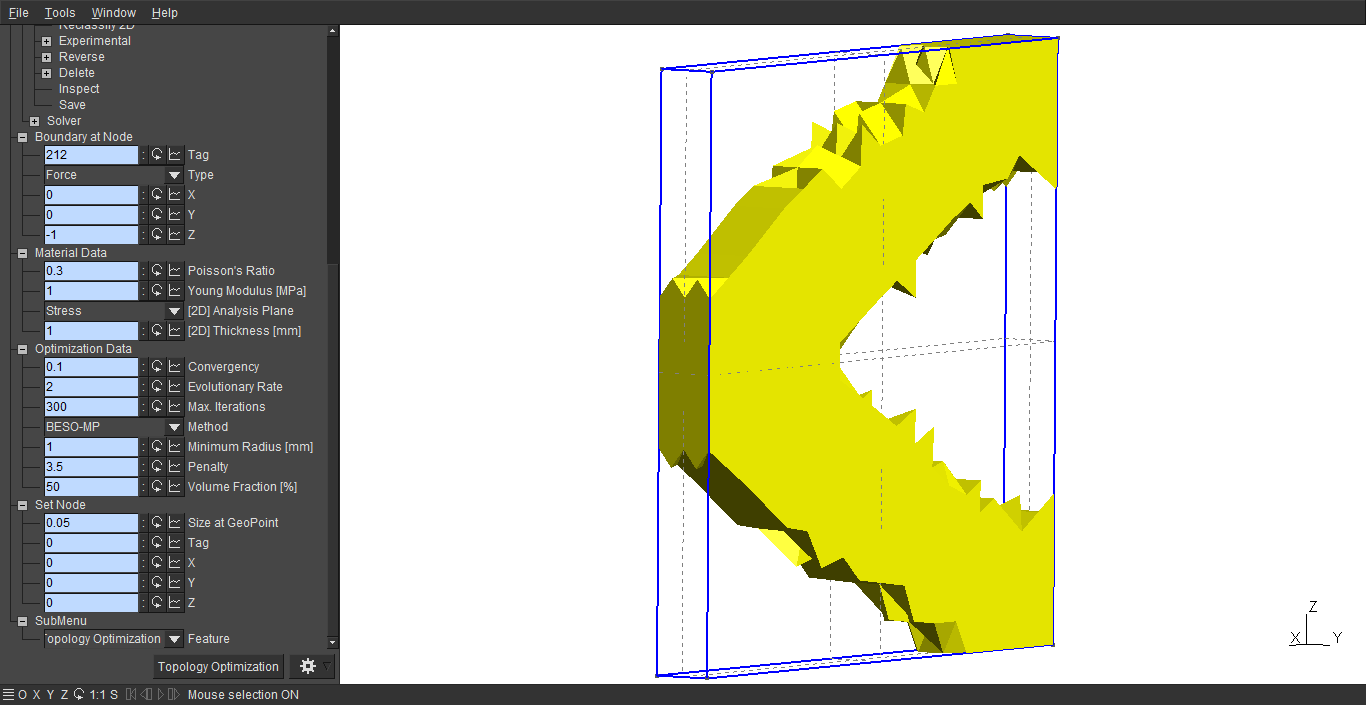 File Tools Window Help
Reclassify 2D
Experimental
Reverse
Delete
Inspect
Save
Solver
Boundary at Node
212 : Tag
Force Type
0 : X
0 : Y
-1 : Z
Material Data
0.3 : Poisson's Ratio
1 : Young Modulus [MPa]
Stress [2D] Analysis Plane
1 : [2D] Thickness [mm]
Optimization Data
0.1 : Convergency
2 : Evolutionary Rate
300 : Max. Iterations
BESO-MP Method
1 : Minimum Radius [mm]
3.5 : Penalty
50 : Volume Fraction [%]
Set Node
0.05 : Size at GeoPoint
0 : Tag
0 : X
0 : Y
0 : Z
SubMenu
Topology Optimization Feature
Topology Optimization
Z
X Y
O X Y Z 1:1 S Mouse selection ON